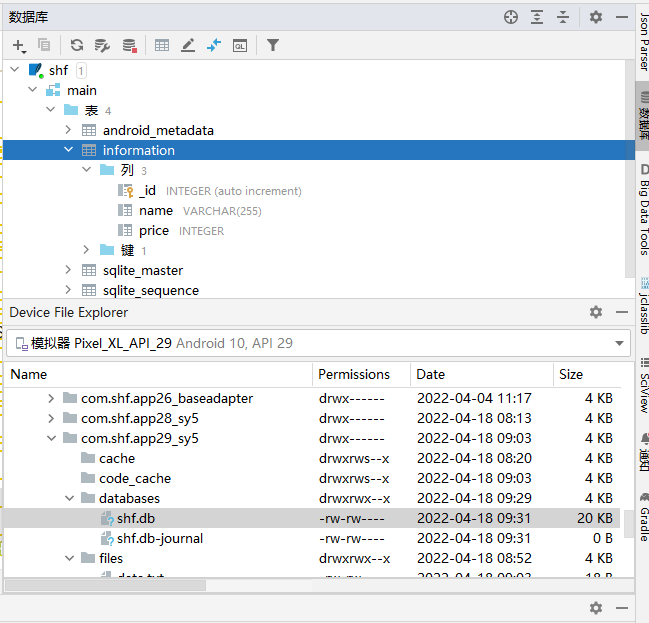 数据库
shf 1
main
表 4
android_metadata
information
列 3
_id INTEGER (auto increment)
name VARCHAR(255)
price INTEGER
键 1
sqlite_master
sqlite_sequence
Device File Explorer
模拟器 Pixel_XL_API_29 Android 10, API 29
Name Permissions Date Size
com.shf.app26_baseadapter drwx------ 2022-04-04 11:17 4 KB
com.shf.app28_sy5 drwx------ 2022-04-18 08:13 4 KB
com.shf.app29_sy5 drwx------ 2022-04-18 09:03 4 KB
cache drwxrws--x 2022-04-18 08:20 4 KB
code_cache drwxrws--x 2022-04-18 09:03 4 KB
databases drwxrwx--x 2022-04-18 09:29 4 KB
shf.db -rw-rw---- 2022-04-18 09:31 20 KB
shf.db-journal -rw-rw---- 2022-04-18 09:31 0 B
files drwxrwx--x 2022-04-18 08:52 4 KB
Json Parser
数据库
Big Data Tools
jclasslib
SciView
通知
Gradle